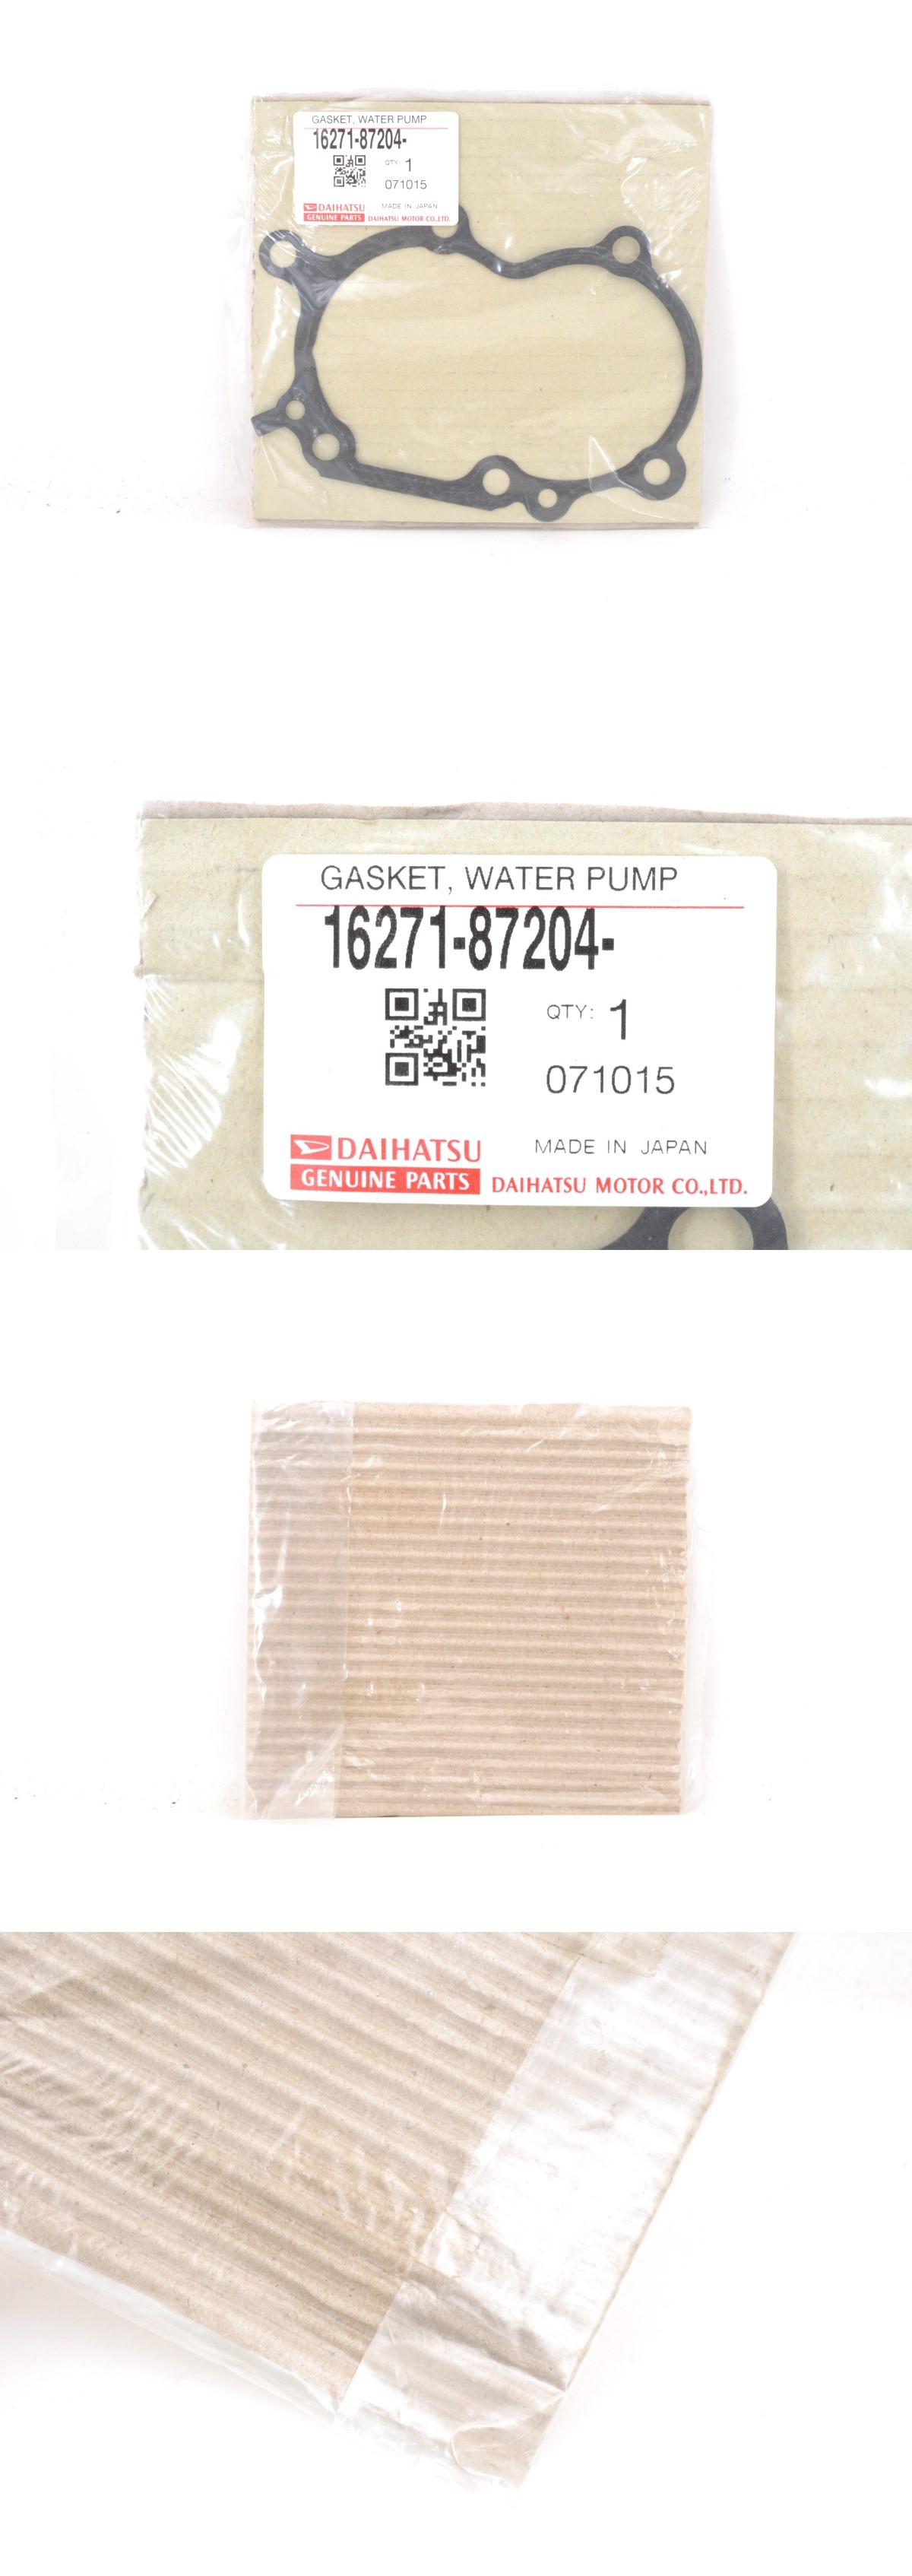 GASKET, WATER PUMP
16271-87204-
QTY: 1
071015
DAIHATSU MADE IN JAPAN
GENUINE PARTS DAIHATSU MOTOR CO.,LTD.
GASKET, WATER PUMP
16271-87204-
QTY: 1
071015
DAIHATSU MADE IN JAPAN
GENUINE PARTS DAIHATSU MOTOR CO.,LTD.